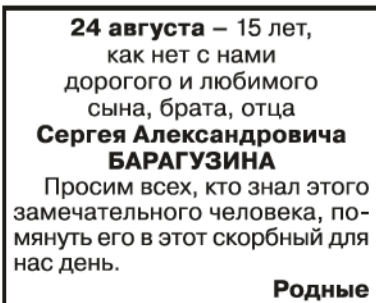 24 августа – 15 лет,
как нет с нами
дорогого и любимого
сына, брата, отца
Сергея Александровича
БАРАГУЗИНА
Просим всех, кто знал этого
замечательного человека, по-
мянуть его в этот скорбный для
нас день.
Родные